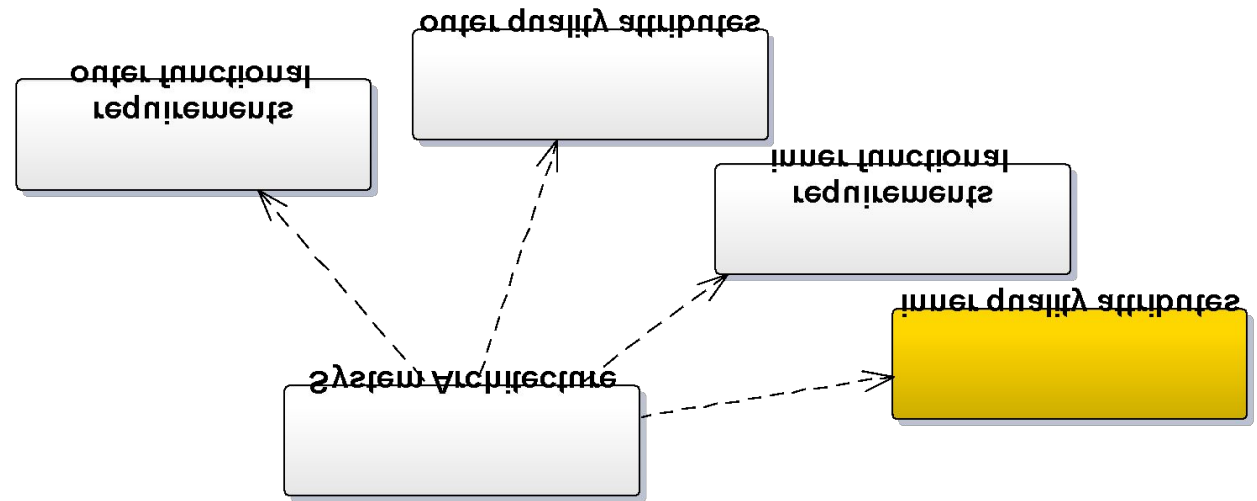 outer quality attributes
outer functional
requirements
inner functional
requirements
inner quality attributes
System Architecture